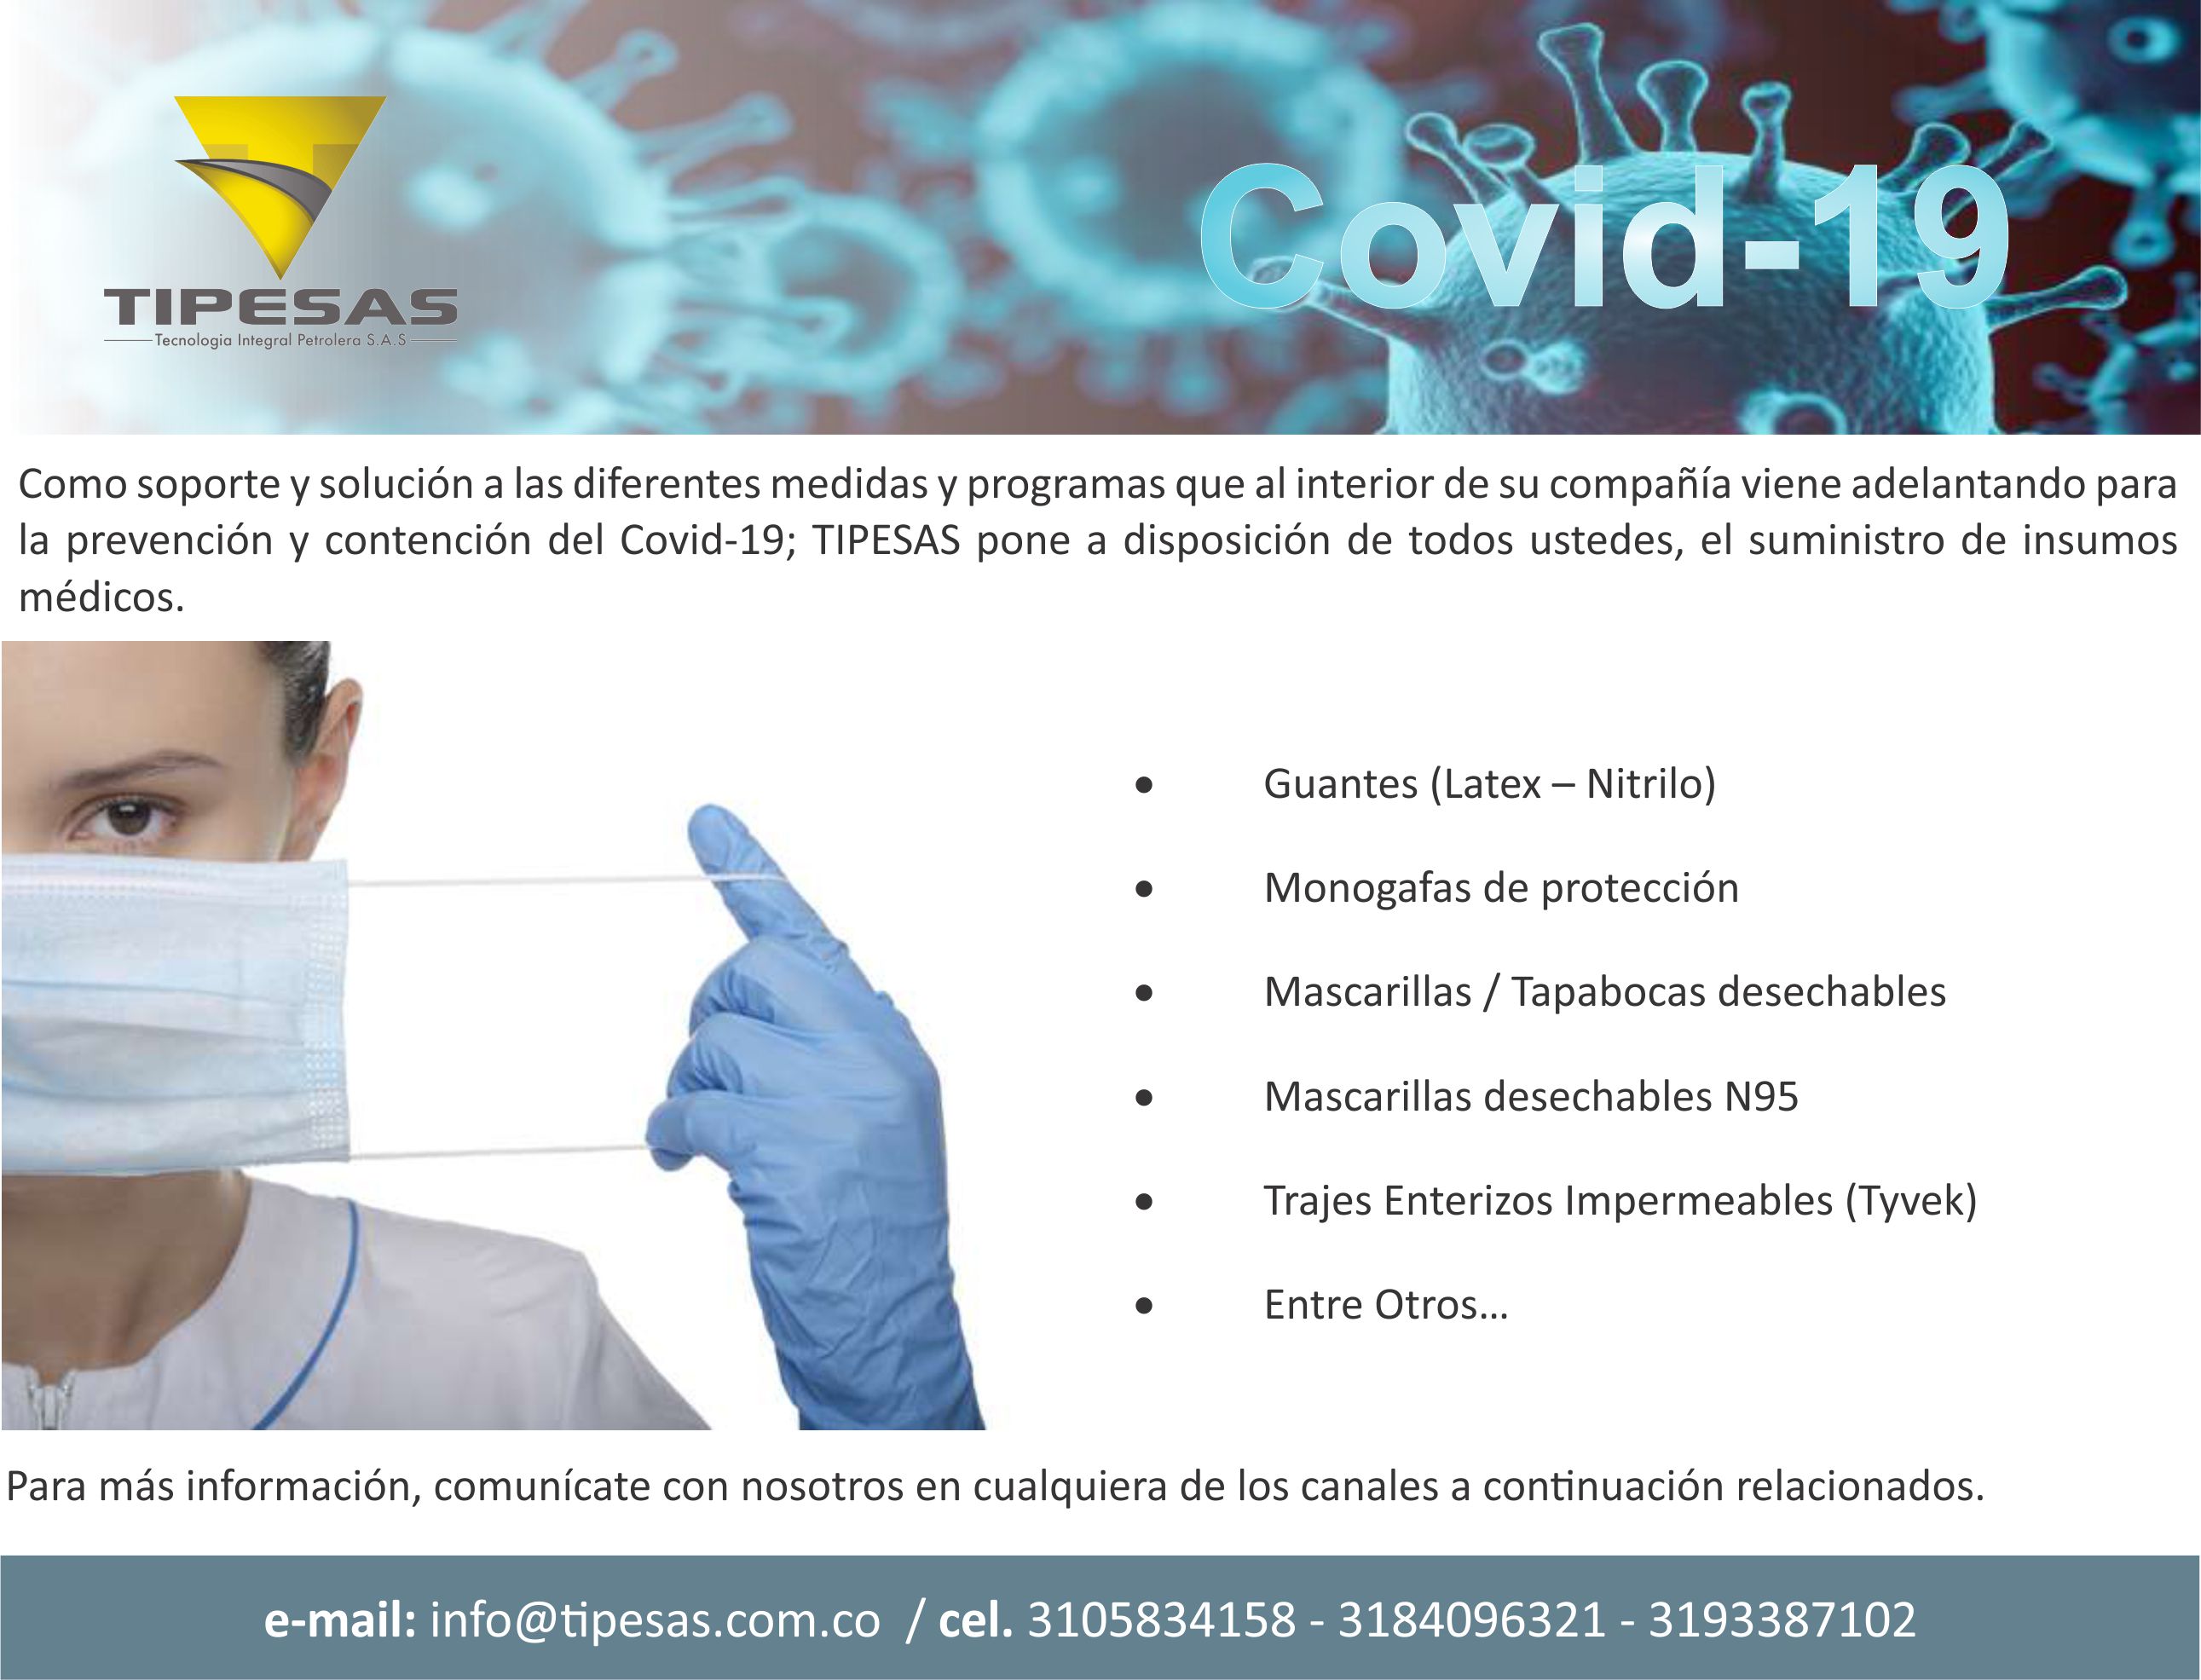 TIPESAS
Tecnologia Integral Petrolera S.A.S
Covid-19
Como soporte y solución a las diferentes medidas y programas que al interior de su compañía viene adelantando para
la prevención y contención del Covid-19; TIPESAS pone a disposición de todos ustedes, el suministro de insumos
médicos.
• Guantes (Latex – Nitrilo)
• Monogafas de protección
• Mascarillas / Tapabocas desechables
• Mascarillas desechables N95
• Trajes Enterizos Impermeables (Tyvek)
• Entre Otros...
Para más información, comunícate con nosotros en cualquiera de los canales a continuación relacionados.
e-mail: info@tipesas.com.co / cel. 3105834158 - 3184096321 - 3193387102